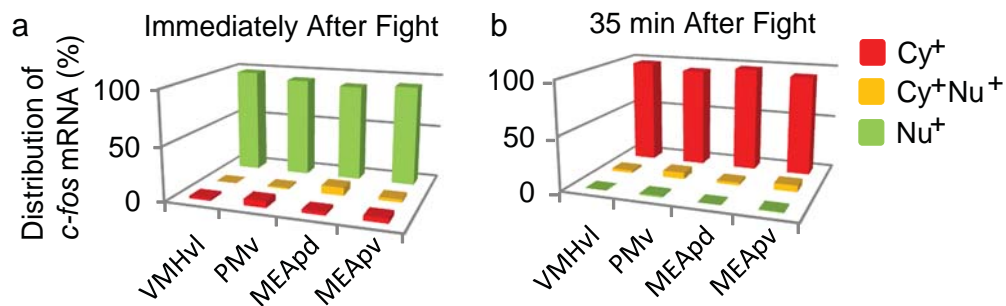 a Immediately After Fight
Distribution of
c-fos mRNA (%)
100
50
0
VMHvl
PMv
MEApd
MEApv
b 35 min After Fight
100
50
0
VMHvl
PMv
MEApd
MEApv
Cy+
Cy+Nu+
Nu+